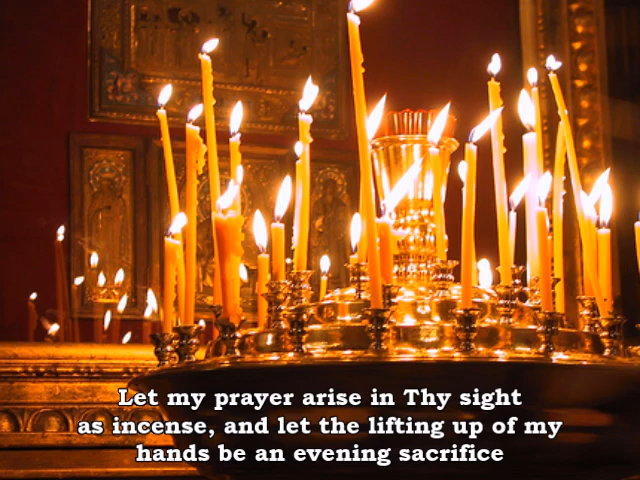 Let my prayer arise in Thy sight
as incense, and let the lifting up of my
hands be an evening sacrifice